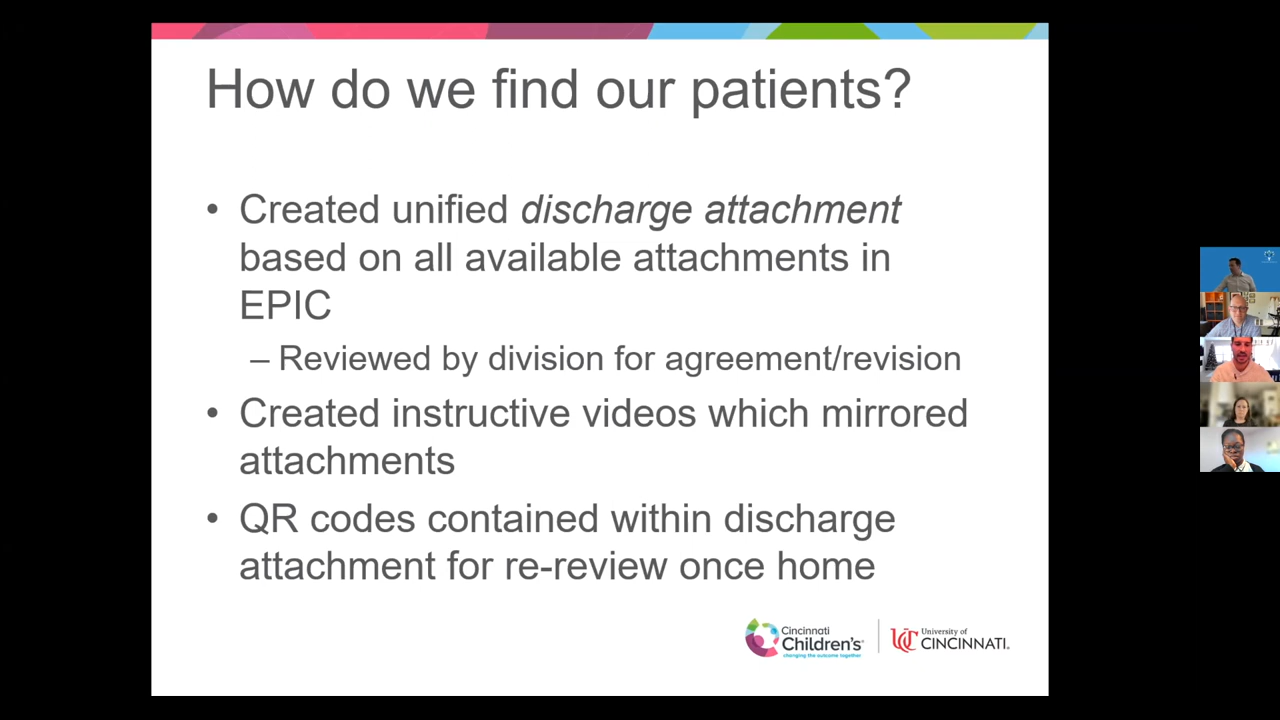 How do we find our patients?
• Created unified discharge attachment
based on all available attachments in
EPIC
– Reviewed by division for agreement/revision
• Created instructive videos which mirrored
attachments
• QR codes contained within discharge
attachment for re-review once home
Cincinnati
Children's
changing the outcome together
University of
CINCINNATI